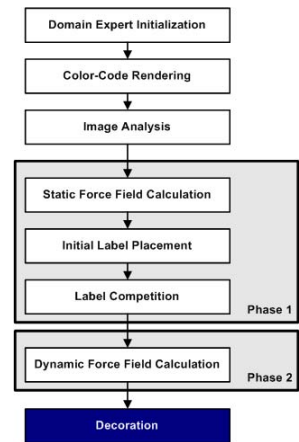 Domain Expert Initialization
Color-Code Rendering
Image Analysis
Static Force Field Calculation
Initial Label Placement
Label Competition
Phase 1
Dynamic Force Field Calculation
Phase 2
Decoration